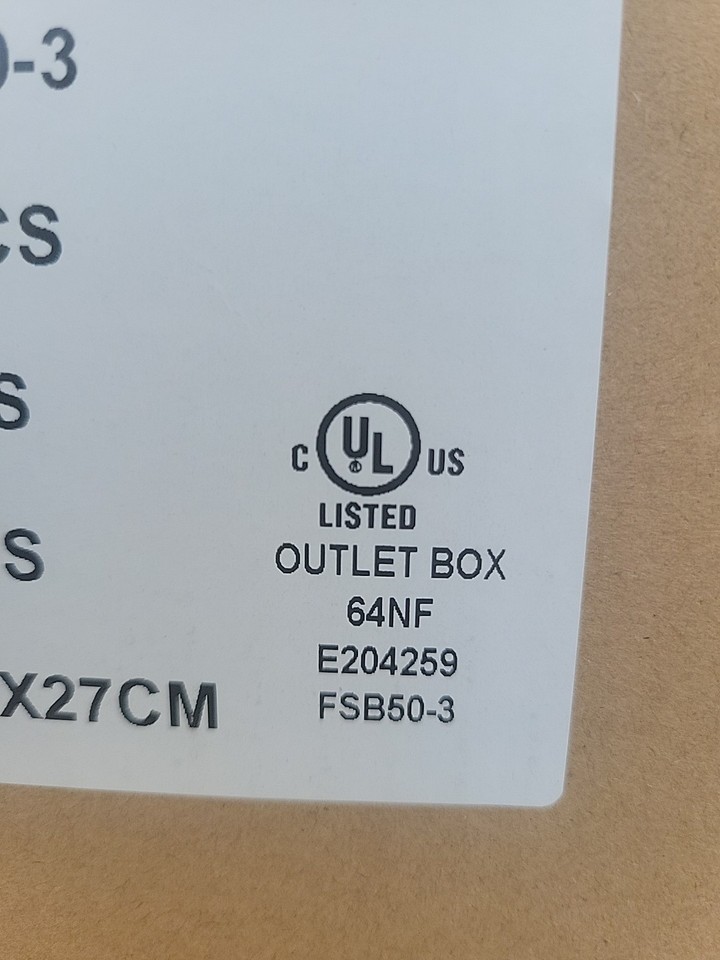 -3
CS
S
S
X27CM
C UL US
LISTED
OUTLET BOX
64NF
E204259
FSB50-3